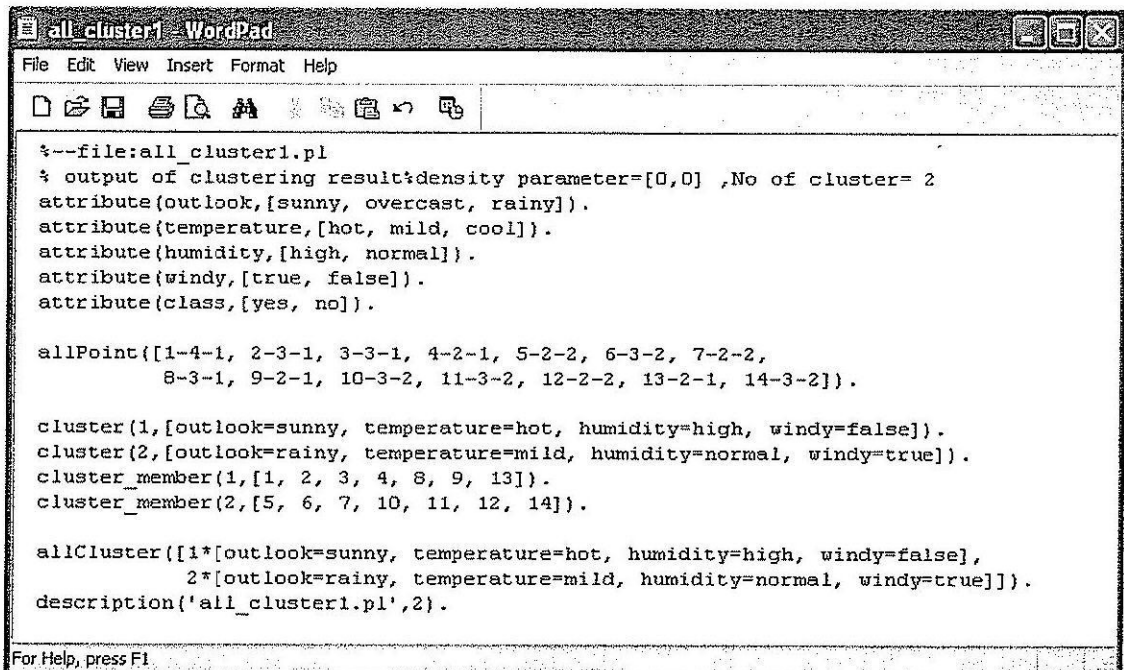 all_cluster1 - WordPad
File Edit View Insert Format Help
%--file:all_cluster1.pl
% output of clustering result%density parameter=[0,0] ,No of cluster= 2
attribute(outlook,[sunny, overcast, rainy]).
attribute(temperature,[hot, mild, cool]).
attribute(humidity,[high, normal]).
attribute(windy,[true, false]).
attribute(class,[yes, no]).
allPoint([1-4-1, 2-3-1, 3-3-1, 4-2-1, 5-2-2, 6-3-2, 7-2-2,
8-3-1, 9-2-1, 10-3-2, 11-3-2, 12-2-2, 13-2-1, 14-3-2]).
cluster(1,[outlook=sunny, temperature=hot, humidity=high, windy=false]).
cluster(2,[outlook=rainy, temperature=mild, humidity=normal, windy=true]).
cluster_member(1,[1, 2, 3, 4, 8, 9, 13]).
cluster_member(2,[5, 6, 7, 10, 11, 12, 14]).
allCluster([1*[outlook=sunny, temperature=hot, humidity=high, windy=false],
2*[outlook=rainy, temperature=mild, humidity=normal, windy=true]]).
description('all_cluster1.pl',2).
For Help, press F1